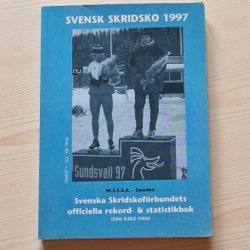 SVENSK SKRIDSKO 1997
Sundsvall 97
W.S.S.S.A. - Sweden
Svenska Skridskoförbundets
officiella rekord- & statistikbok
ISSN 0283-9466